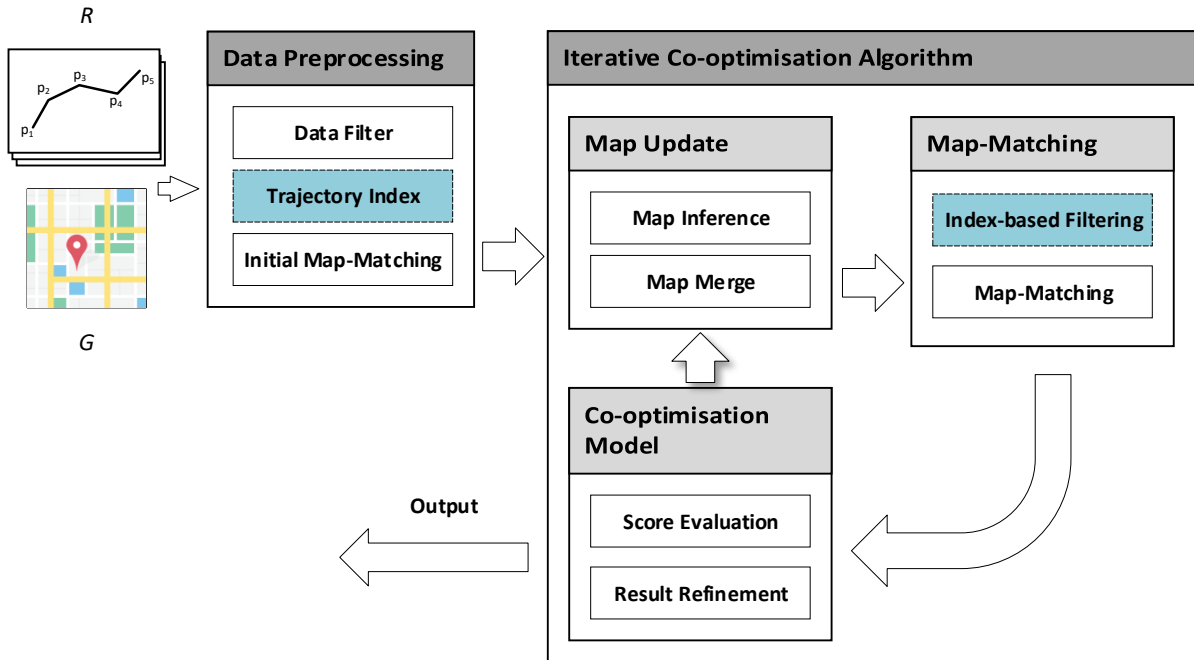 R
p1
p2
p3
p4
p5
G
Data Preprocessing
Data Filter
Trajectory Index
Initial Map-Matching
Iterative Co-optimisation Algorithm
Map Update
Map Inference
Map Merge
Map-Matching
Index-based Filtering
Map-Matching
Co-optimisation
Model
Score Evaluation
Result Refinement
Output